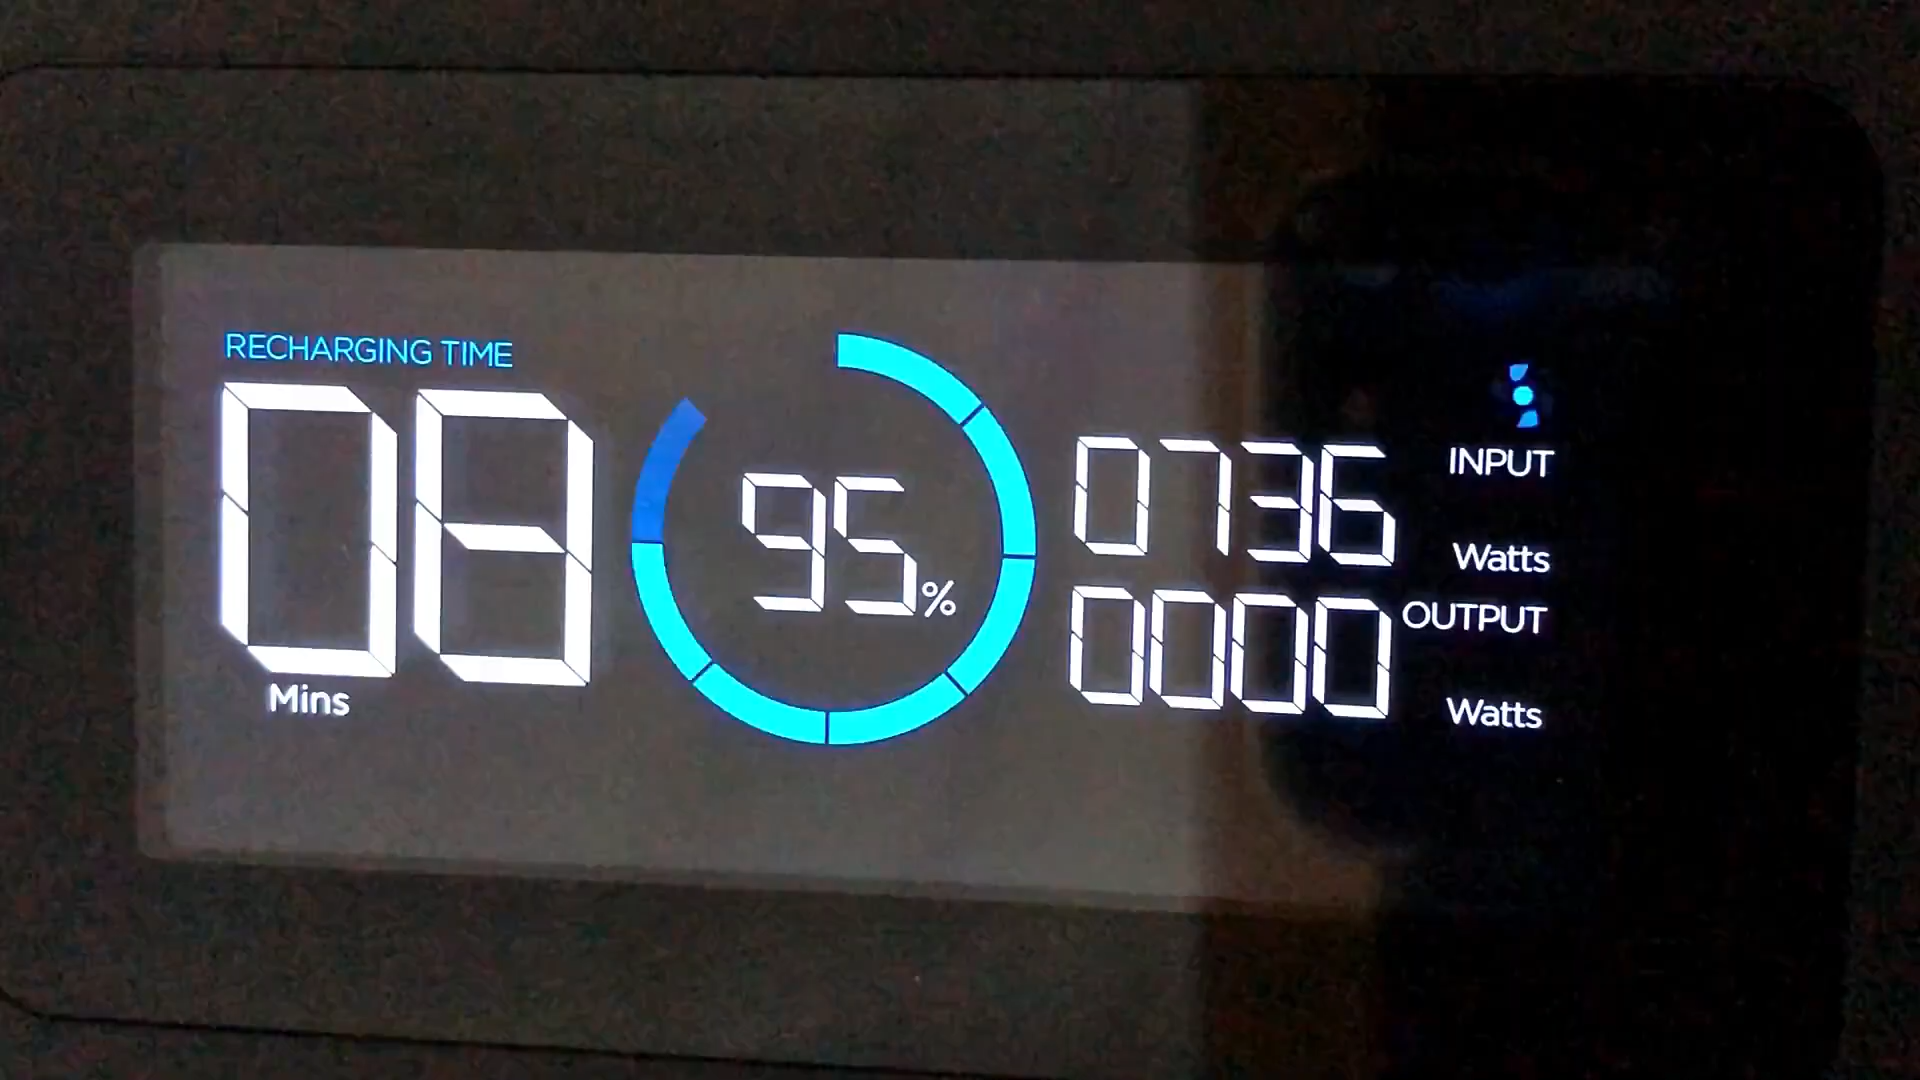 RECHARGING TIME
08
Mins
95%
0736 INPUT
Watts
0000 OUTPUT
Watts